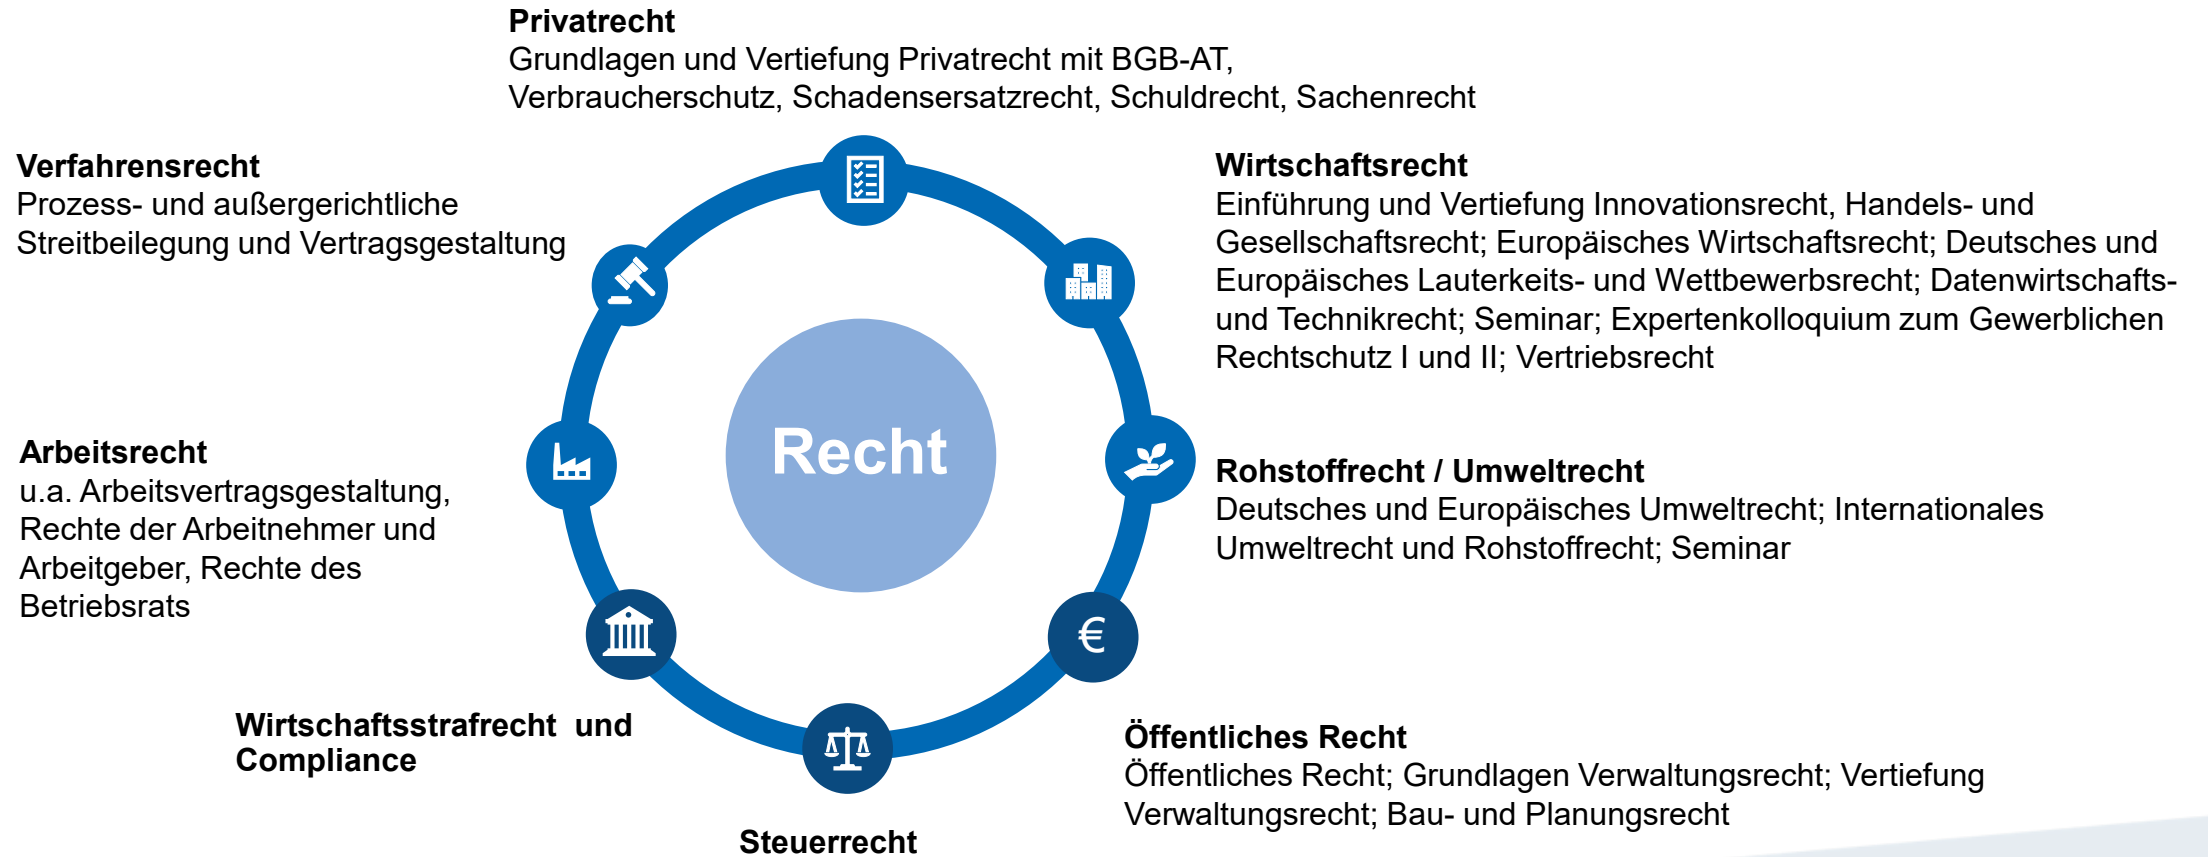 Privatrecht
Grundlagen und Vertiefung Privatrecht mit BGB-AT,
Verbraucherschutz, Schadensersatzrecht, Schuldrecht, Sachenrecht
Verfahrensrecht
Prozess- und außergerichtliche
Streitbeilegung und Vertragsgestaltung
Wirtschaftsrecht
Einführung und Vertiefung Innovationsrecht, Handels- und
Gesellschaftsrecht; Europäisches Wirtschaftsrecht; Deutsches und
Europäisches Lauterkeits- und Wettbewerbsrecht; Datenwirtschafts-
und Technikrecht; Seminar; Expertenkolloquium zum Gewerblichen
Rechtschutz I und II; Vertriebsrecht
Recht
Arbeitsrecht
u.a. Arbeitsvertragsgestaltung,
Rechte der Arbeitnehmer und
Arbeitgeber, Rechte des
Betriebsrats
Rohstoffrecht / Umweltrecht
Deutsches und Europäisches Umweltrecht; Internationales
Umweltrecht und Rohstoffrecht; Seminar
€
Wirtschaftsstrafrecht und
Compliance
Öffentliches Recht
Öffentliches Recht; Grundlagen Verwaltungsrecht; Vertiefung
Verwaltungsrecht; Bau- und Planungsrecht
Steuerrecht